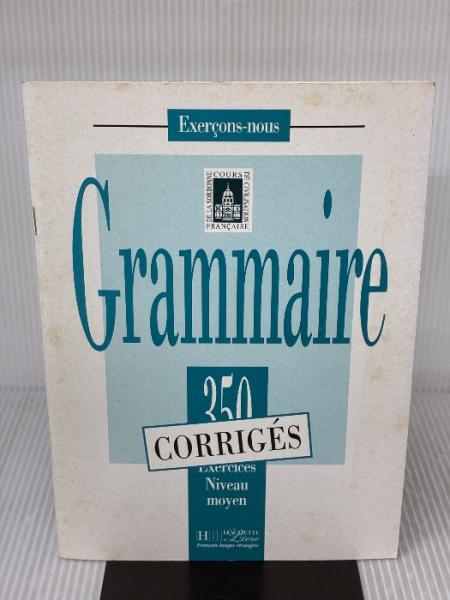 Exerçons-nous
COURS
DE LA SORBONNE
DE CIVILISATION
FRANÇAISE
Grammaire
350
CORRIGÉS
Exercices
Niveau
moyen
H HACHETTE
Livre
Français langue étrangère